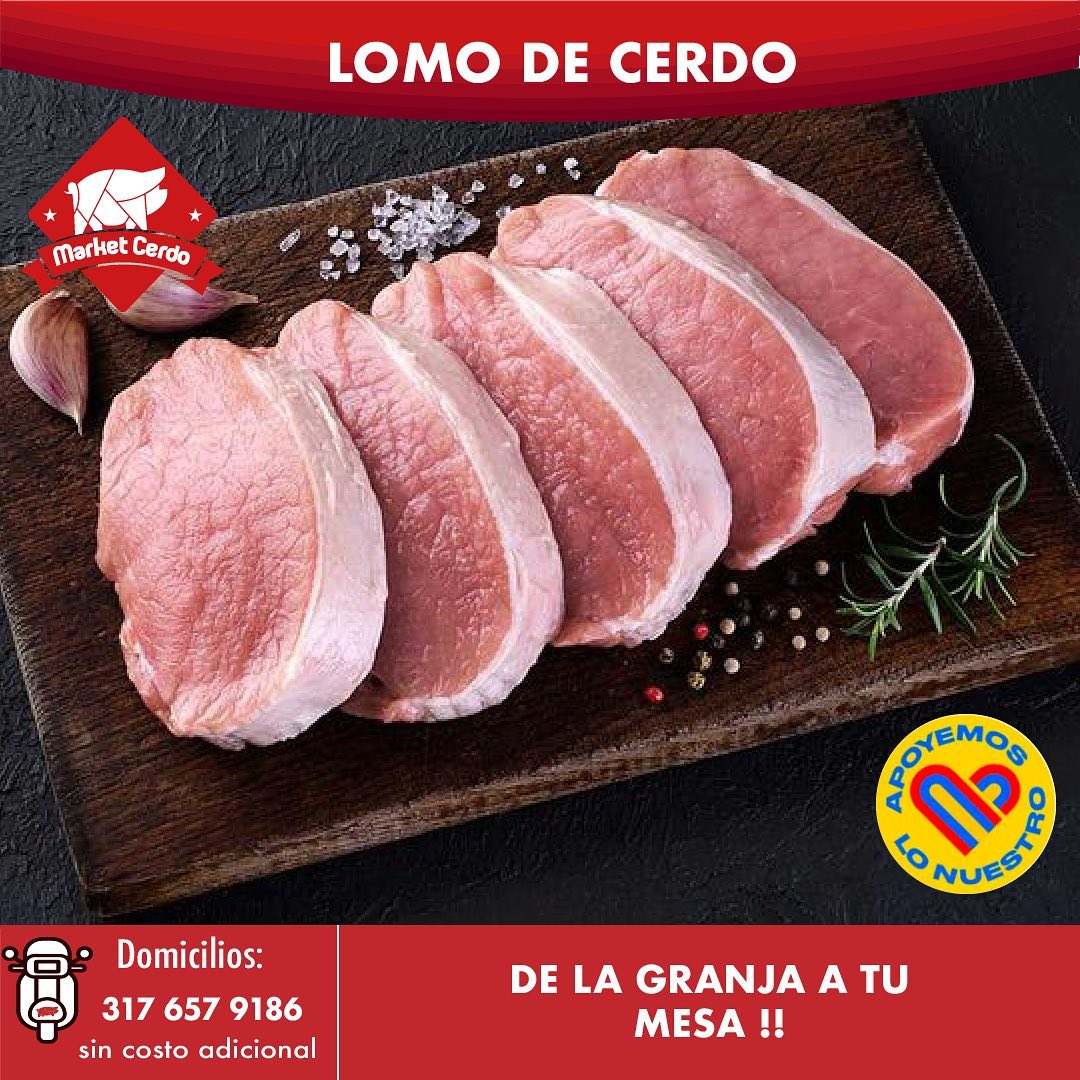 LOMO DE CERDO
Market Cerdo
APOYEMOS
LO NUESTRO
Domicilios:
317 657 9186
sin costo adicional
DE LA GRANJA A TU
MESA !!